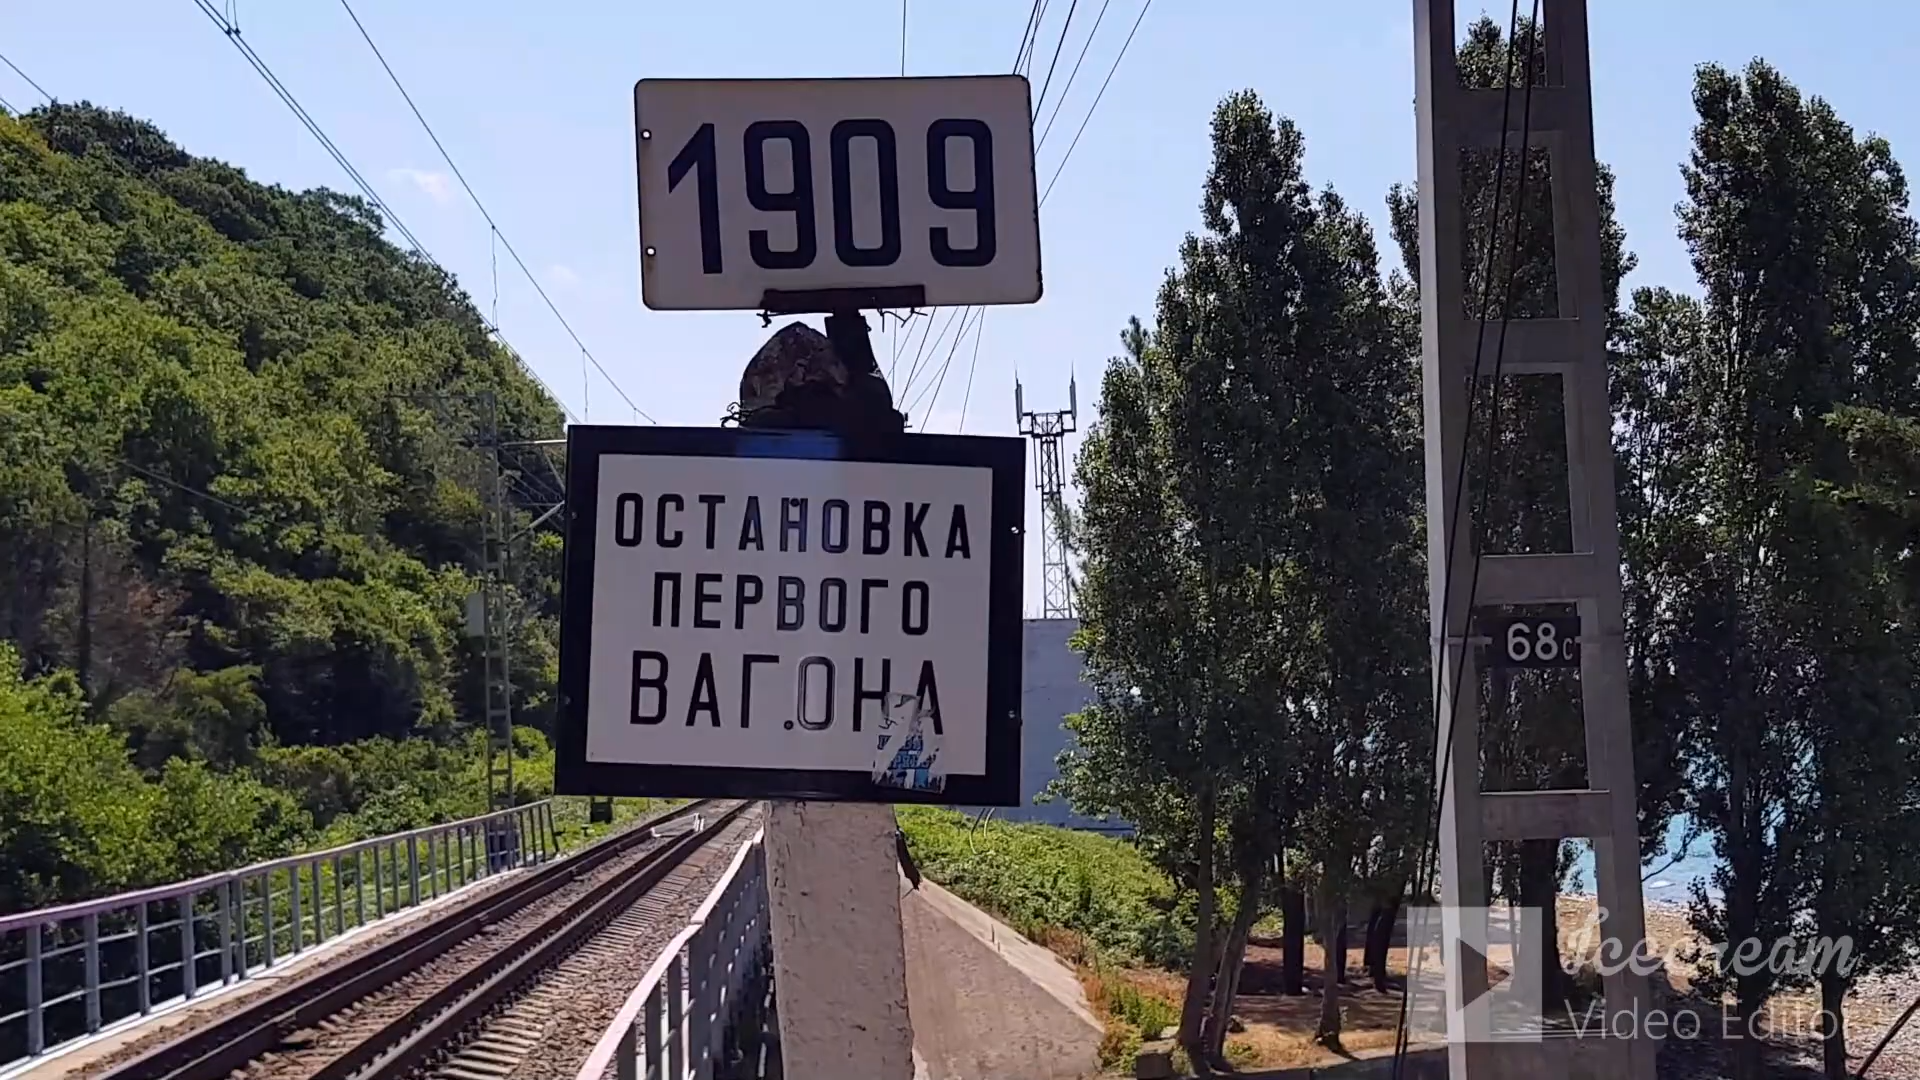 1909
ОСТАНОВКА
ПЕРВОГО
ВАГОНА
68с
Icecream
Video Editor